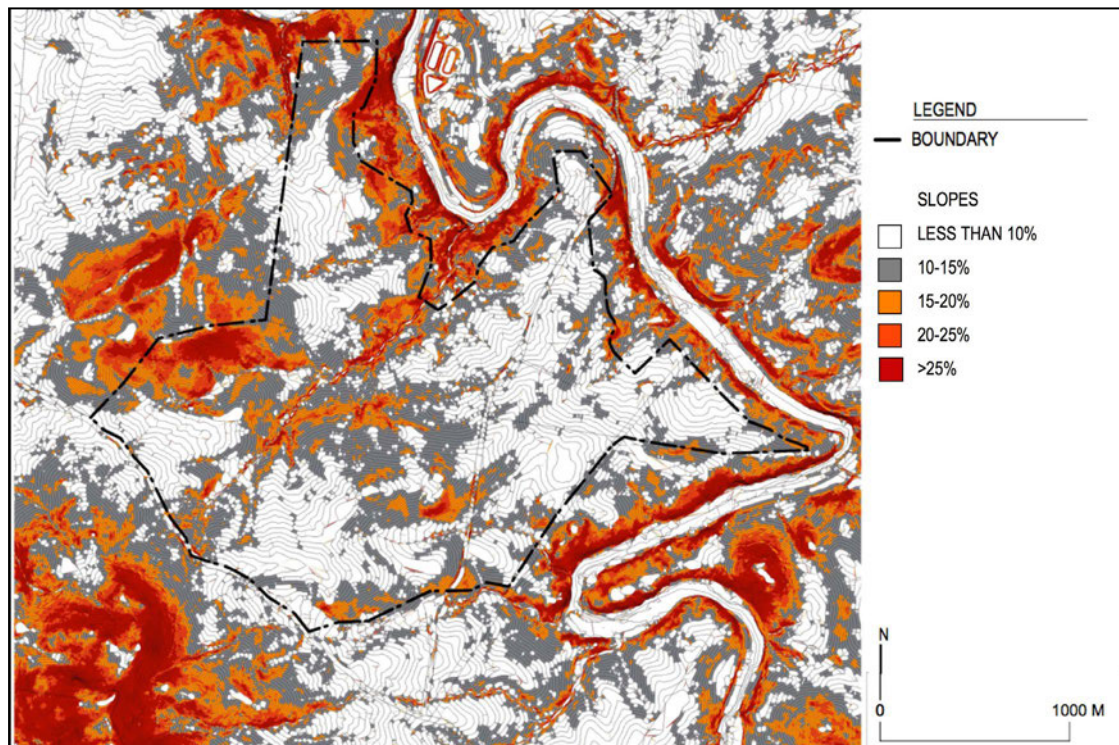 LEGEND
BOUNDARY
SLOPES
LESS THAN 10%
10-15%
15-20%
20-25%
>25%
N
0
1000 M